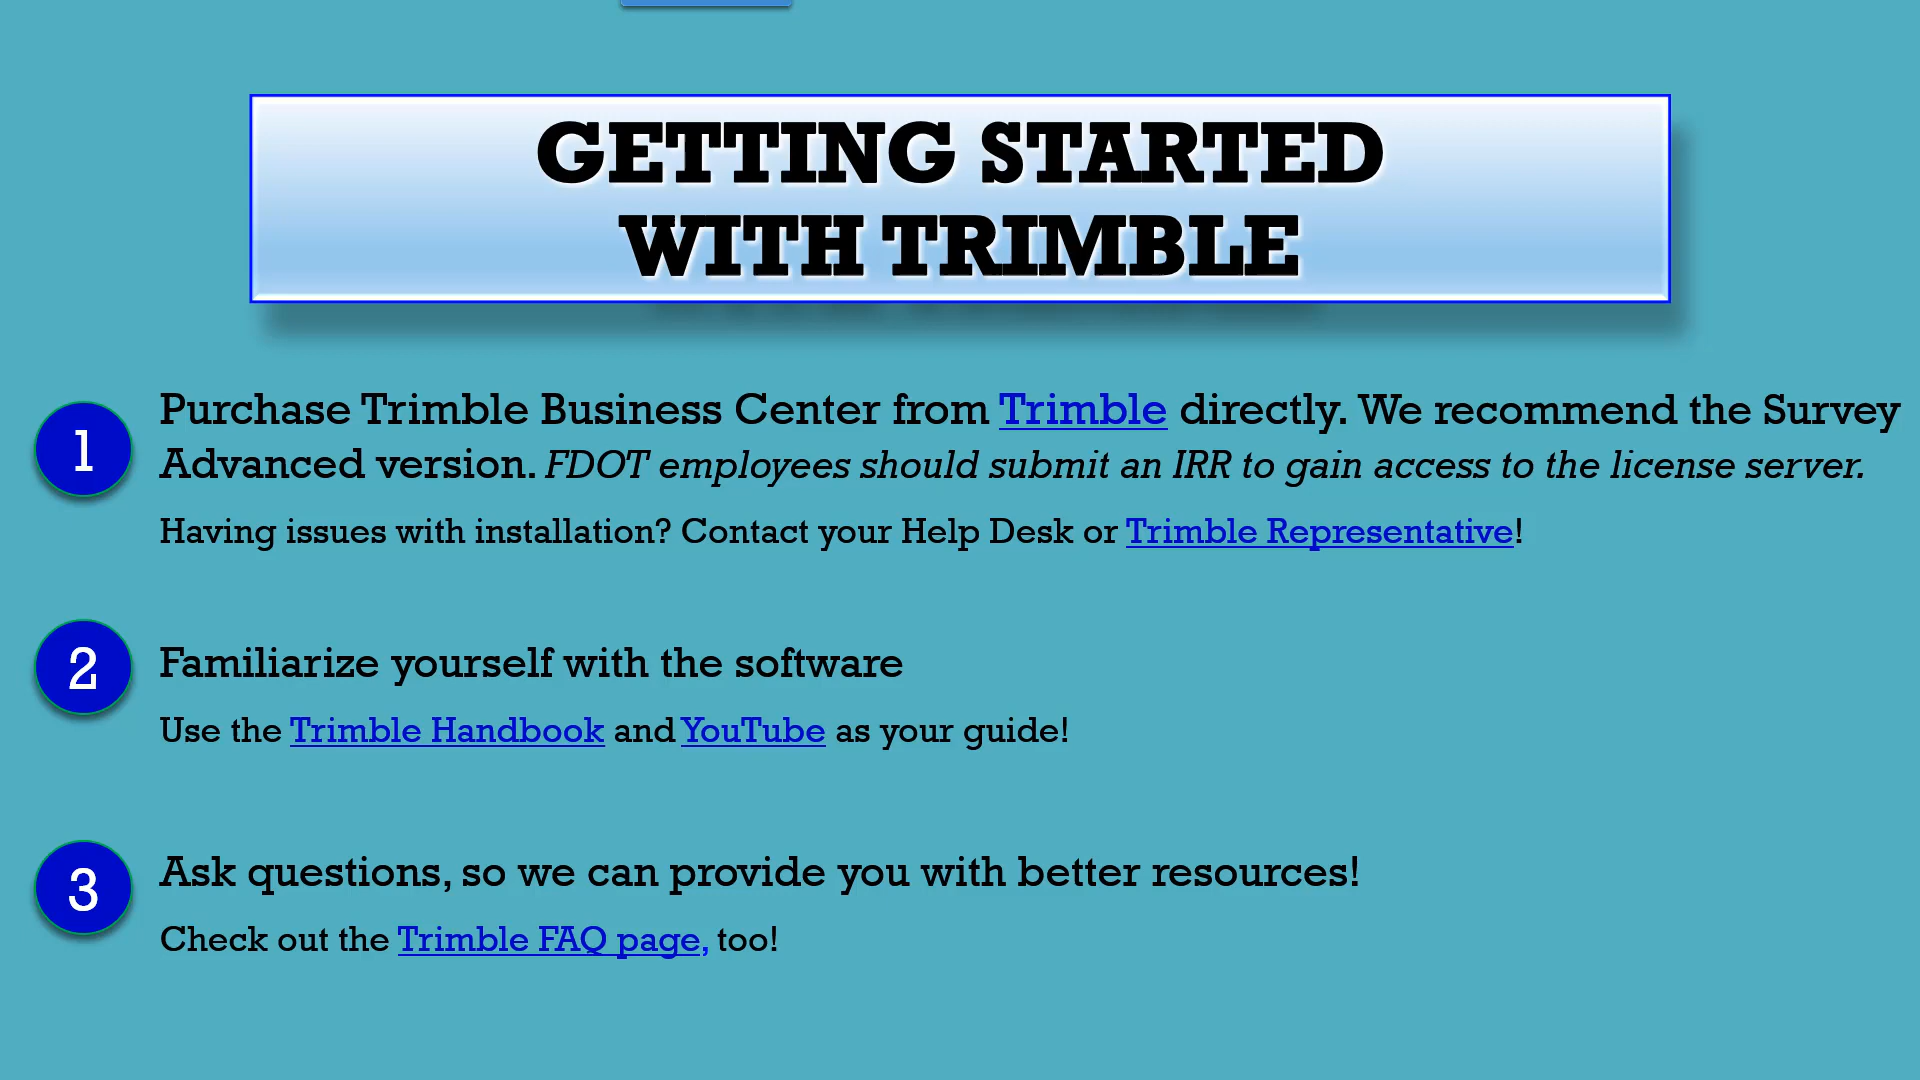 GETTING STARTED
WITH TRIMBLE
1
Purchase Trimble Business Center from Trimble directly. We recommend the Survey
Advanced version. FDOT employees should submit an IRR to gain access to the license server.
Having issues with installation? Contact your Help Desk or Trimble Representative!
2
Familiarize yourself with the software
Use the Trimble Handbook and YouTube as your guide!
3
Ask questions, so we can provide you with better resources!
Check out the Trimble FAQ page, too!